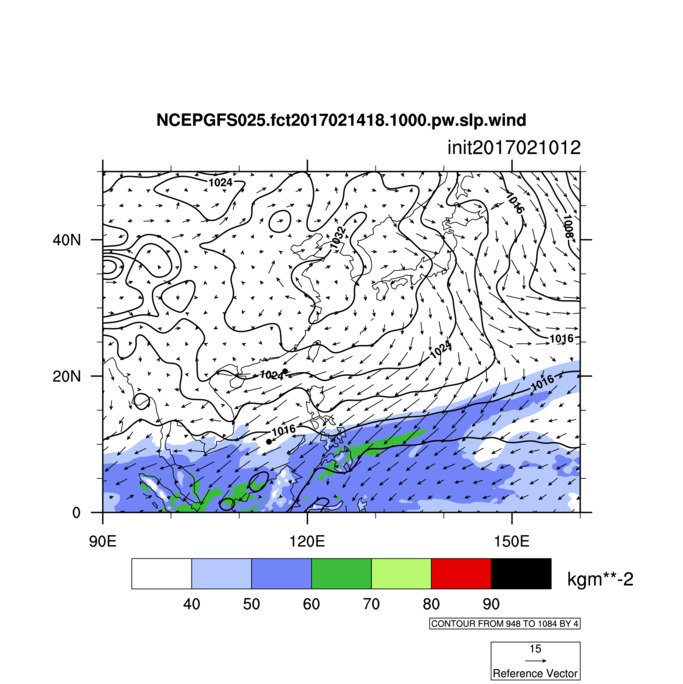 NCEPGFS025.fct2017021418.1000.pw.slp.wind
init2017021012
1024
1016
1008
1032
40N
1016
1024
1024
20N
1016
1016
0
90E 120E 150E
40 50 60 70 80 90
kgm**-2
CONTOUR FROM 948 TO 1084 BY 4
15
Reference Vector